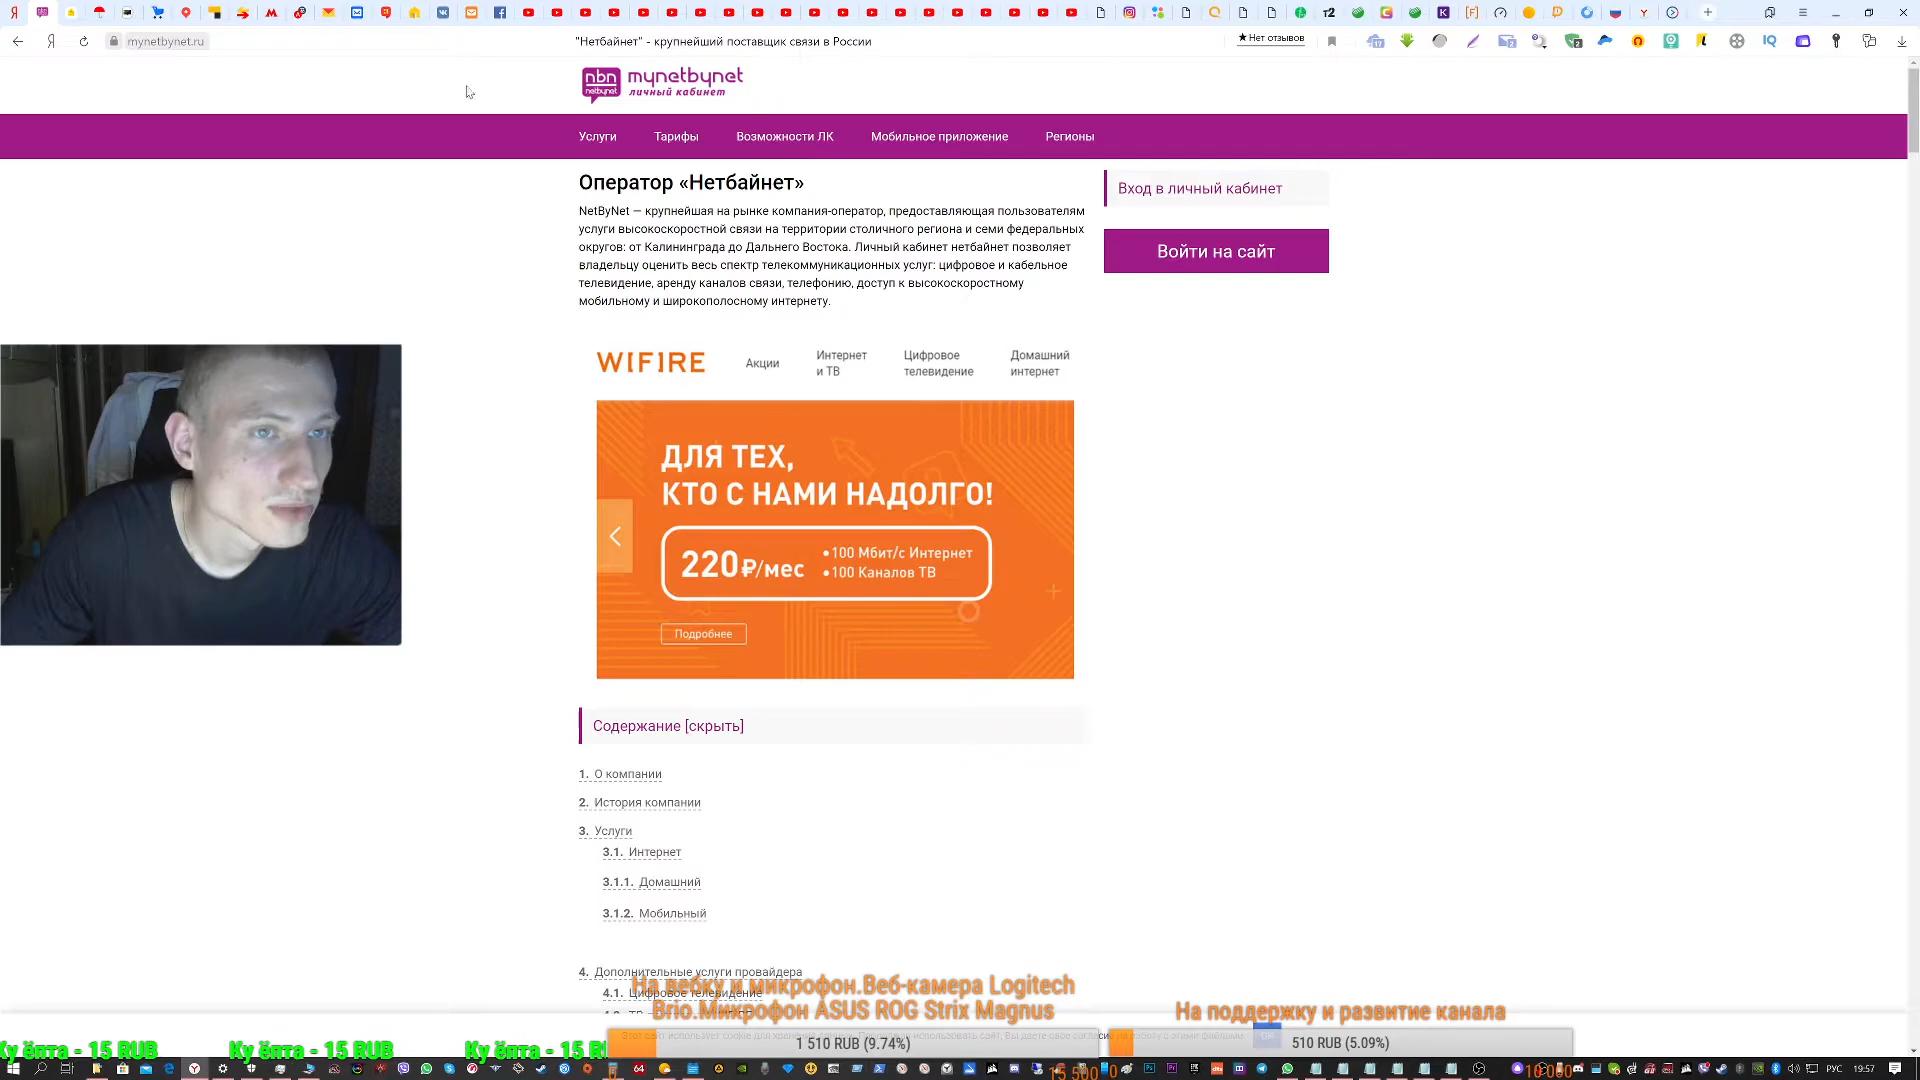 mynetbynet.ru
"Нетбайнет" - крупнейший поставщик связи в России
★ Нет отзывов
nbn
netbynet
mynetbynet
личный кабинет
Услуги
Тарифы
Возможности ЛК
Мобильное приложение
Регионы
Оператор «Нетбайнет»
NetByNet — крупнейшая на рынке компания-оператор, предоставляющая пользователям
услуги высокоскоростной связи на территории столичного региона и семи федеральных
округов: от Калининграда до Дальнего Востока. Личный кабинет нетбайнет позволяет
владельцу оценить весь спектр телекоммуникационных услуг: цифровое и кабельное
телевидение, аренду каналов связи, телефонию, доступ к высокоскоростному
мобильному и широкополосному интернету.
Вход в личный кабинет
Войти на сайт
WIFIRE
Акции
Интернет
и ТВ
Цифровое
телевидение
Домашний
интернет
ДЛЯ ТЕХ,
КТО С НАМИ НАДОЛГО!
220₽/мес
•100 Мбит/с Интернет
•100 Каналов ТВ
Подробнее
Содержание [скрыть]
1. О компании
2. История компании
3. Услуги
3.1. Интернет
3.1.1. Домашний
3.1.2. Мобильный
4. Дополнительные услуги провайдера
4.1. Цифровое телевидение
На вебку и микрофон.Веб-камера Logitech
Brio.Микрофон ASUS ROG Strix Magnus
1 510 RUB (9.74%)
0
15 500
На поддержку и развитие канала
510 RUB (5.09%)
10 000
Ку ёпта - 15 RUB
Ку ёпта - 15 RUB
Ку ёпта - 15 R
РУС
19:57